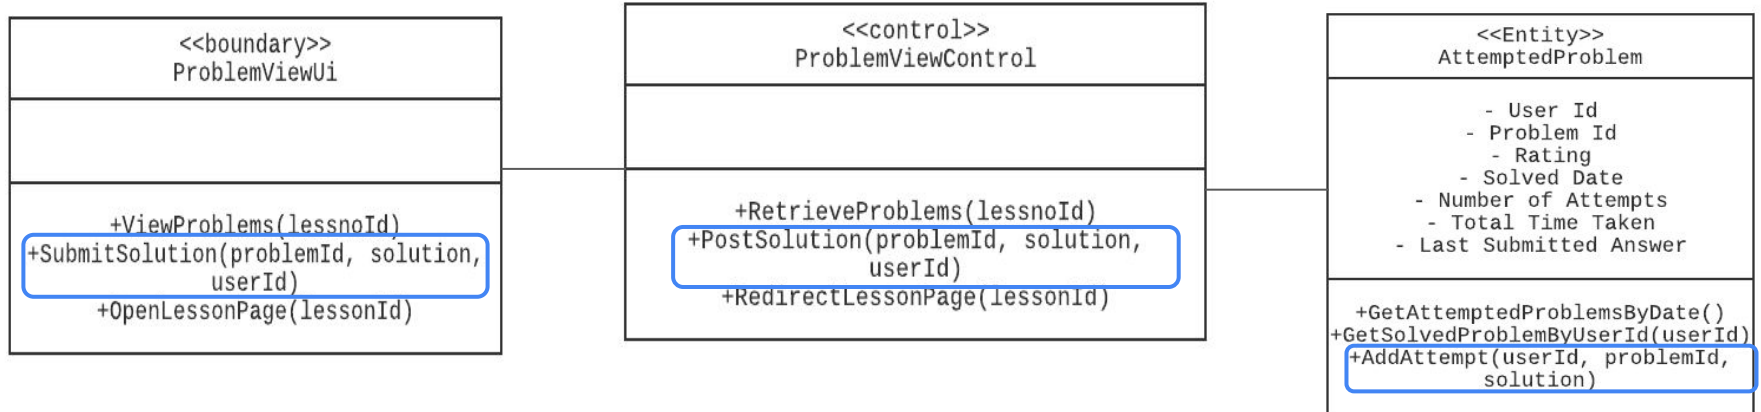 <<boundary>>
ProblemViewUi
+ViewProblems(lessnoId)
+SubmitSolution(problemId, solution,
userId)
+OpenLessonPage(lessonId)
<<control>>
ProblemViewControl
+RetrieveProblems(lessnoId)
+PostSolution(problemId, solution,
userId)
+RedirectLessonPage(lessonId)
<<Entity>>
AttemptedProblem
- User Id
- Problem Id
- Rating
- Solved Date
- Number of Attempts
- Total Time Taken
- Last Submitted Answer
+GetAttemptedProblemsByDate()
+GetSolvedProblemByUserId(userId)
+AddAttempt(userId, problemId,
solution)